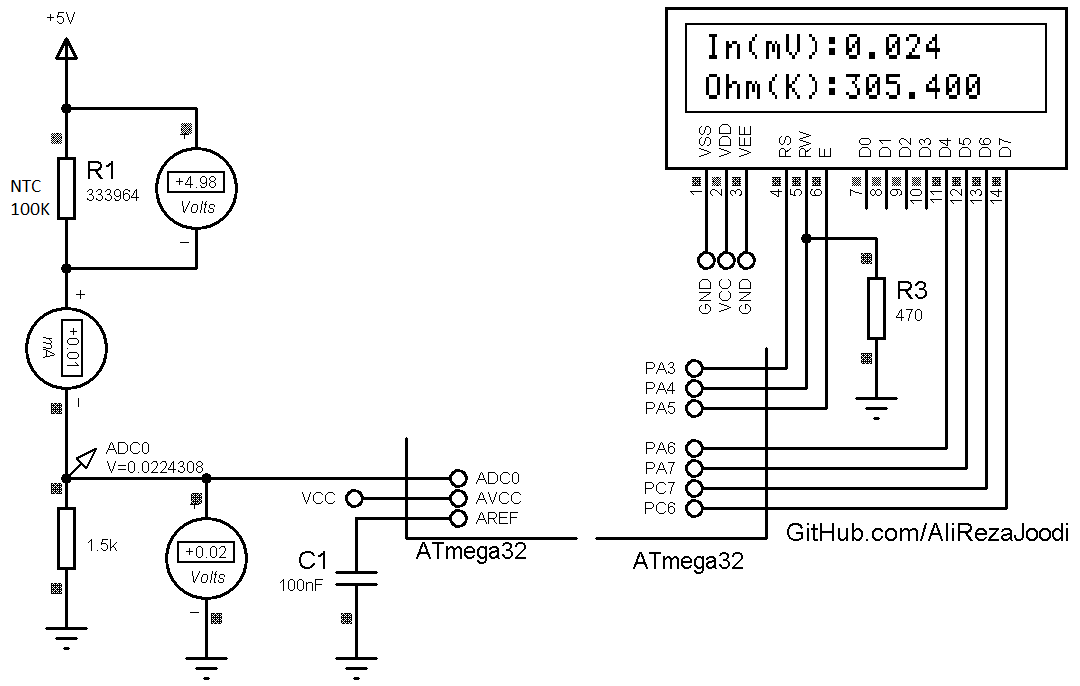 +5V
NTC
100K
R1
333964
+
+4.98
Volts
−
+
+0.01
mA
−
ADC0
V=0.0224308
1.5k
+
+0.02
Volts
−
VCC
ADC0
AVCC
AREF
C1
100nF
ATmega32
In(mV):0.024
Ohm(K):305.400
VSS
VDD
VEE
RS
RW
E
D0
D1
D2
D3
D4
D5
D6
D7
1
2
3
4
5
6
7
8
9
10
11
12
13
14
GND
VCC
GND
R3
470
PA3
PA4
PA5
PA6
PA7
PC7
PC6
ATmega32
GitHub.com/AliRezaJoodi